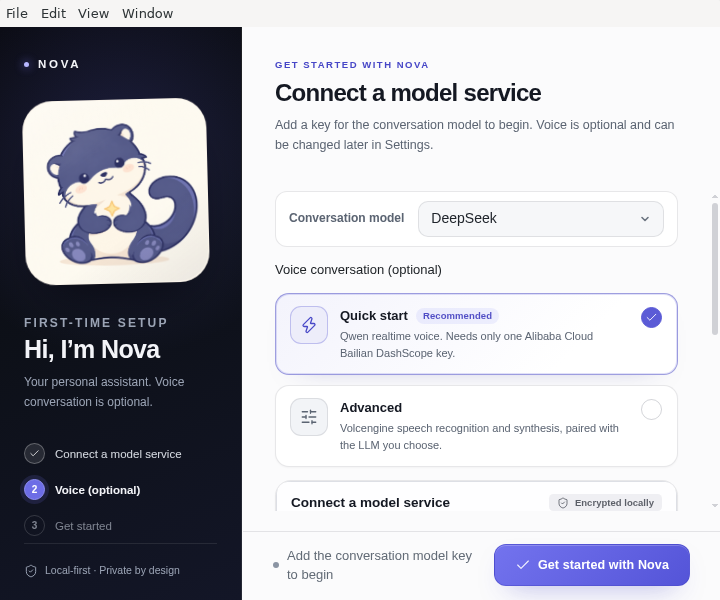 File Edit View Window
NOVA
FIRST-TIME SETUP
Hi, I’m Nova
Your personal assistant. Voice
conversation is optional.
Connect a model service
2 Voice (optional)
3 Get started
Local-first · Private by design
GET STARTED WITH NOVA
Connect a model service
Add a key for the conversation model to begin. Voice is optional and can
be changed later in Settings.
Conversation model DeepSeek
Voice conversation (optional)
Quick start Recommended
Qwen realtime voice. Needs only one Alibaba Cloud
Bailian DashScope key.
Advanced
Volcengine speech recognition and synthesis, paired with
the LLM you choose.
Connect a model service Encrypted locally
Add the conversation model key
to begin
Get started with Nova